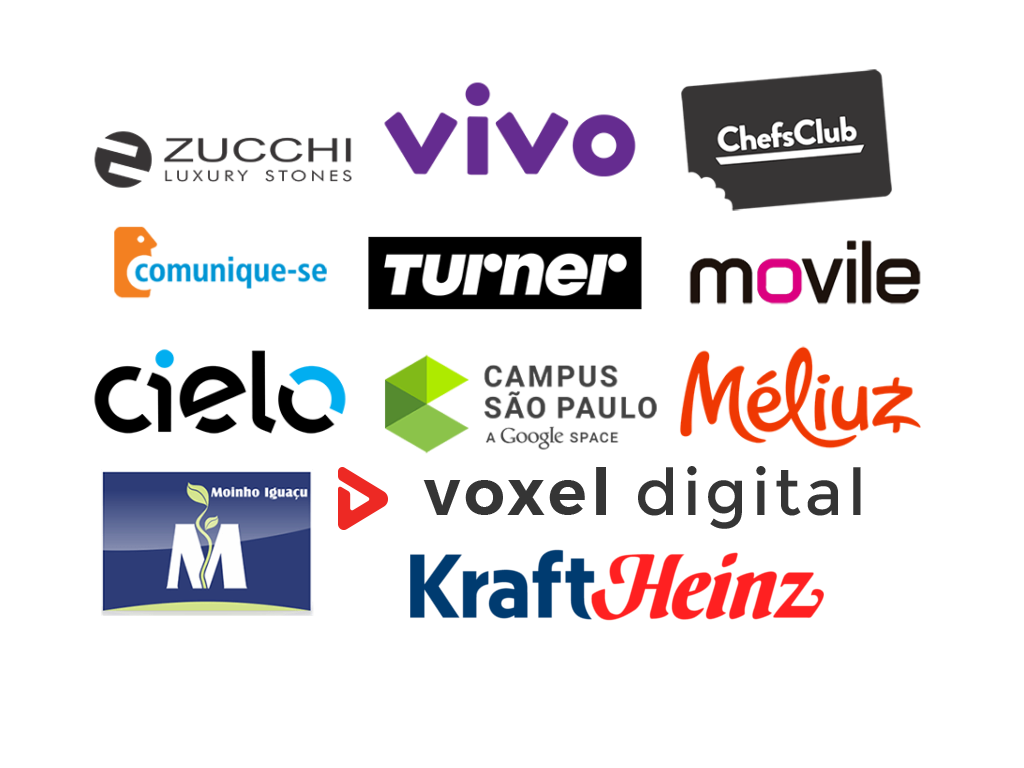 ZUCCHI
LUXURY STONES
vivo
ChefsClub
comunique-se
Turner
movile
cielo
CAMPUS
SÃO PAULO
A Google SPACE
Méliuz
Moinho Iguaçu
M
voxel digital
KraftHeinz